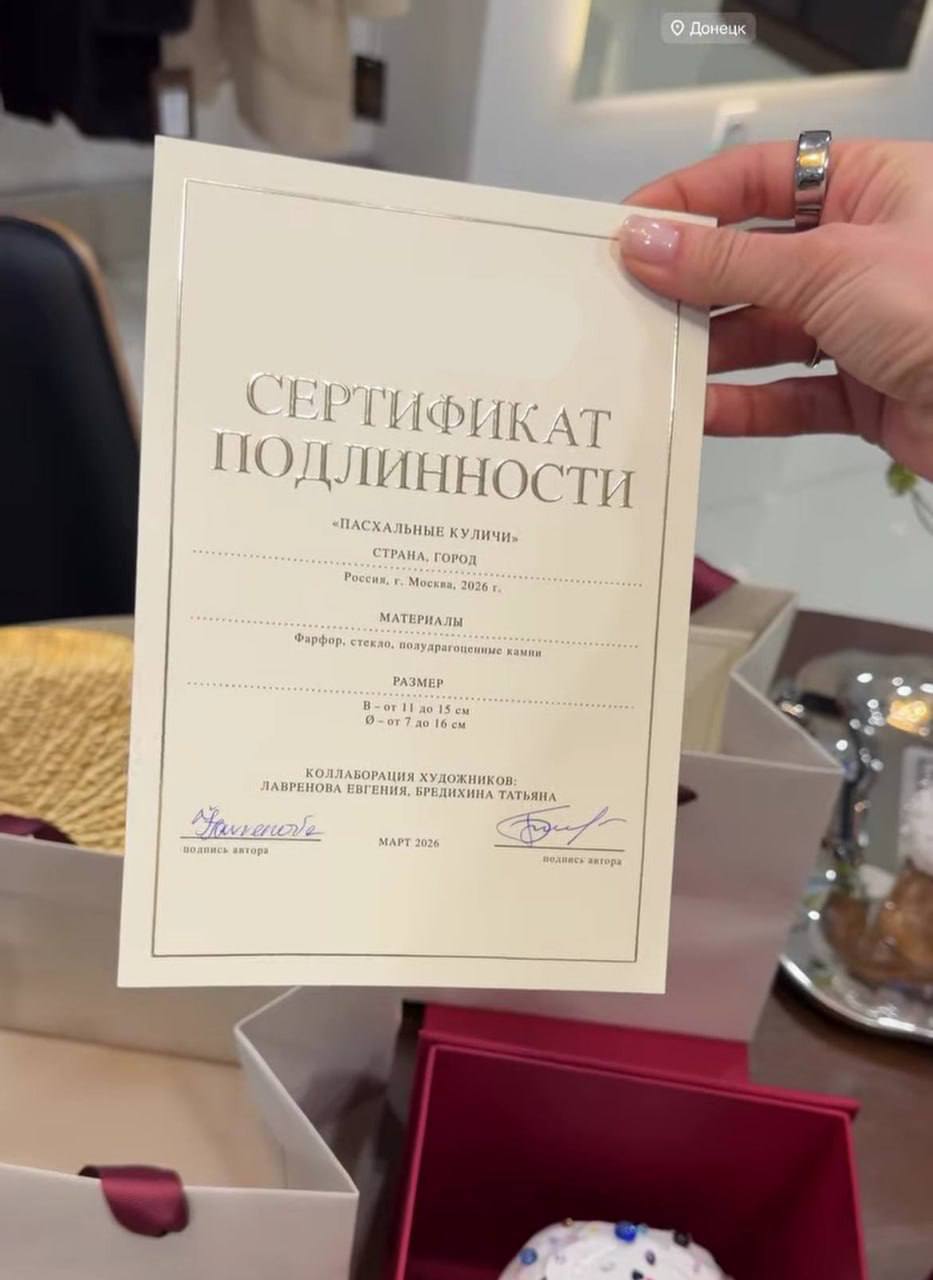 Донецк
СЕРТИФИКАТ
ПОДЛИННОСТИ
«ПАСХАЛЬНЫЕ КУЛИЧИ»
СТРАНА, ГОРОД
Россия, г. Москва, 2026 г.
МАТЕРИАЛЫ
Фарфор, стекло, полудрагоценные камни
РАЗМЕР
В – от 11 до 15 см
Ø – от 7 до 16 см
КОЛЛАБОРАЦИЯ ХУДОЖНИКОВ:
ЛАВРЕНОВА ЕВГЕНИЯ, БРЕДИХИНА ТАТЬЯНА
подпись автора
МАРТ 2026
подпись автора